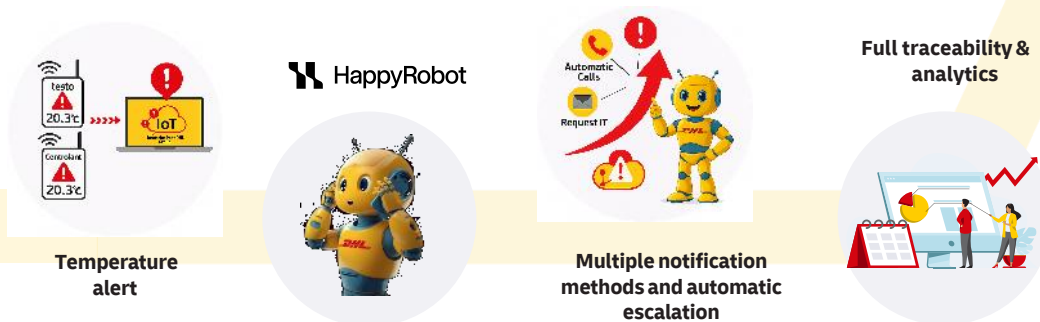 testo
20.3℃
IoT
Controlant
20.3℃
Temperature
alert
HappyRobot
DHL
Automatic
Calls
Request IT
DHL
Multiple notification
methods and automatic
escalation
Full traceability &
analytics